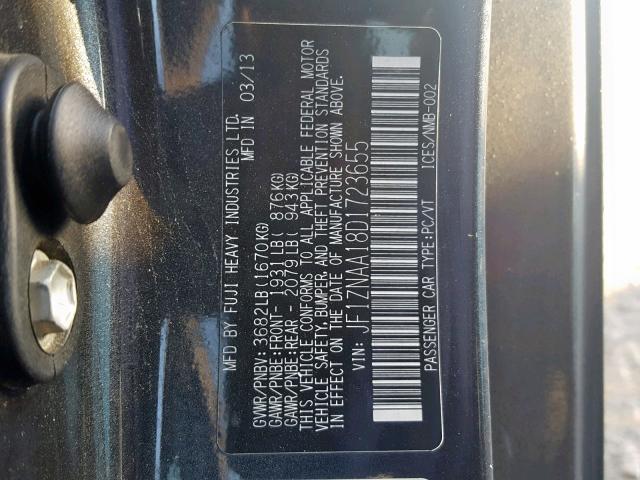 MFD BY FUJI HEAVY INDUSTRIES LTD.
MFD IN 03/13
GVWR/PNBV: 3682LB(1670KG)
GAWR/PNBE:FRONT- 1931LB( 876KG)
GAWR/PNBE:REAR - 2079LB( 943KG)
THIS VEHICLE CONFORMS TO ALL APPLICABLE FEDERAL MOTOR
VEHICLE SAFETY, BUMPER, AND THEFT PREVENTION STANDARDS
IN EFFECT ON THE DATE OF MANUFACTURE SHOWN ABOVE.
VIN: JF1ZNAA18D1723655
PASSENGER CAR TYPE:PC/VT ICES/NMB-002